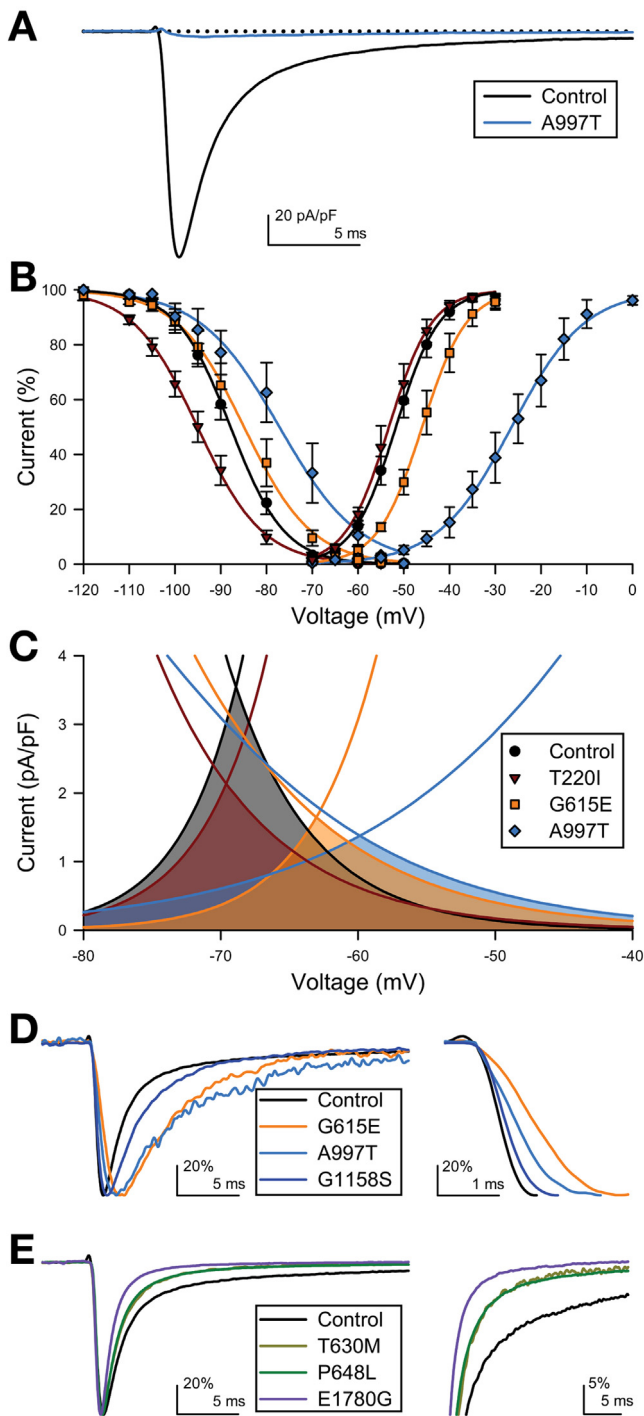 A
Control
A997T
20 pA/pF
5 ms
B
100
80
60
40
20
0
Current (%)
-120 -110 -100 -90 -80 -70 -60 -50 -40 -30 -20 -10 0
Voltage (mV)
C
4
3
2
1
0
Current (pA/pF)
Control
T220I
G615E
A997T
-80 -70 -60 -50 -40
Voltage (mV)
D
Control
G615E
A997T
G1158S
20%
5 ms
20%
1 ms
E
Control
T630M
P648L
E1780G
20%
5 ms
5%
5 ms